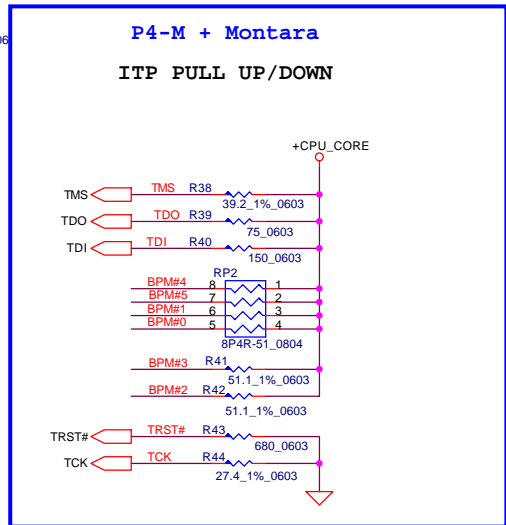 06
P4-M + Montara
ITP PULL UP/DOWN
+CPU_CORE
TMS TMS R38
39.2_1%_0603
TDO TDO R39
75_0603
TDI TDI R40
150_0603
RP2
BPM#4 8 1
BPM#5 7 2
BPM#1 6 3
BPM#0 5 4
8P4R-51_0804
BPM#3 R41
51.1_1%_0603
BPM#2 R42
51.1_1%_0603
TRST# TRST# R43
680_0603
TCK TCK R44
27.4_1%_0603